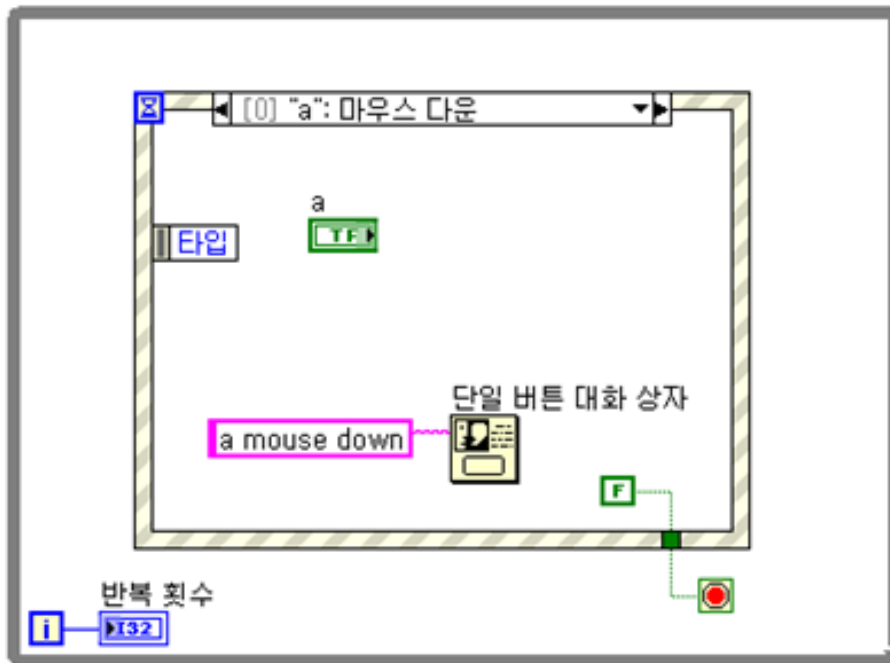 [0] "a": 마우스 다운
a
TF
타입
단일 버튼 대화 상자
a mouse down
F
반복 횟수
i
I32